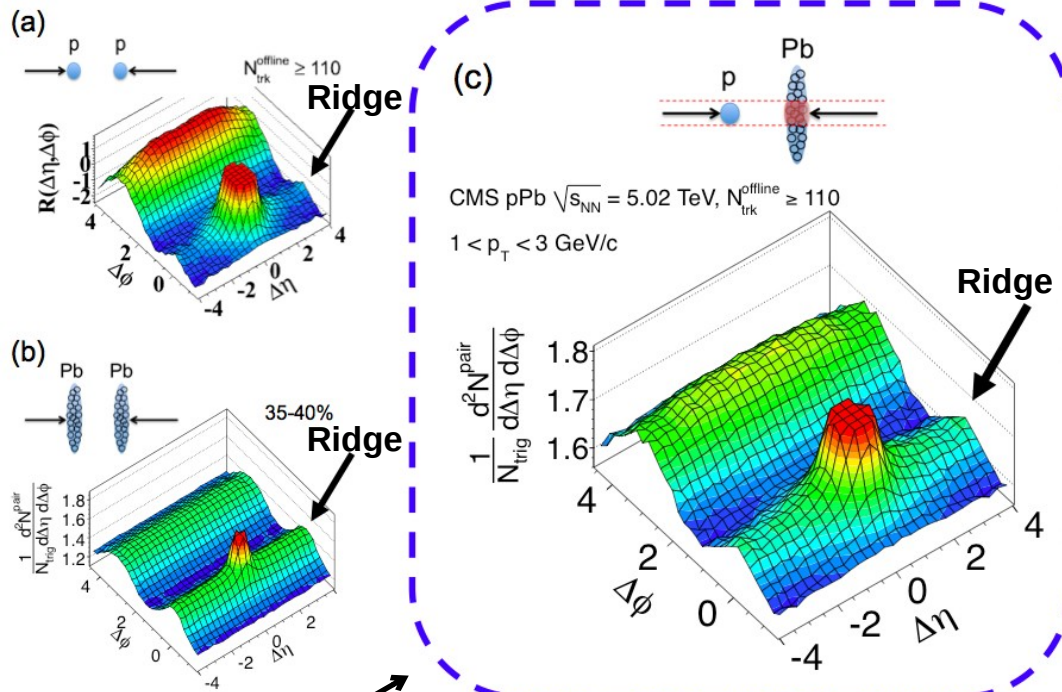 (a)
p p
N_trk^offline ≥ 110
Ridge
R(Δη,Δϕ)
1
0
-1
-2
4
2
0
Δϕ
-4
-2
0
2
4
Δη
(b)
Pb Pb
35-40%
Ridge
1/N_trig d²N^pair/dΔη dΔϕ
1.8
1.6
1.4
1.2
4
2
0
Δϕ
-4
-2
0
2
Δη
(c)
Pb
p
CMS pPb √s_NN = 5.02 TeV, N_trk^offline ≥ 110
1 < p_T < 3 GeV/c
Ridge
1/N_trig d²N^pair/dΔη dΔϕ
1.8
1.7
1.6
4
2
0
Δϕ
-4
-2
0
2
4
Δη